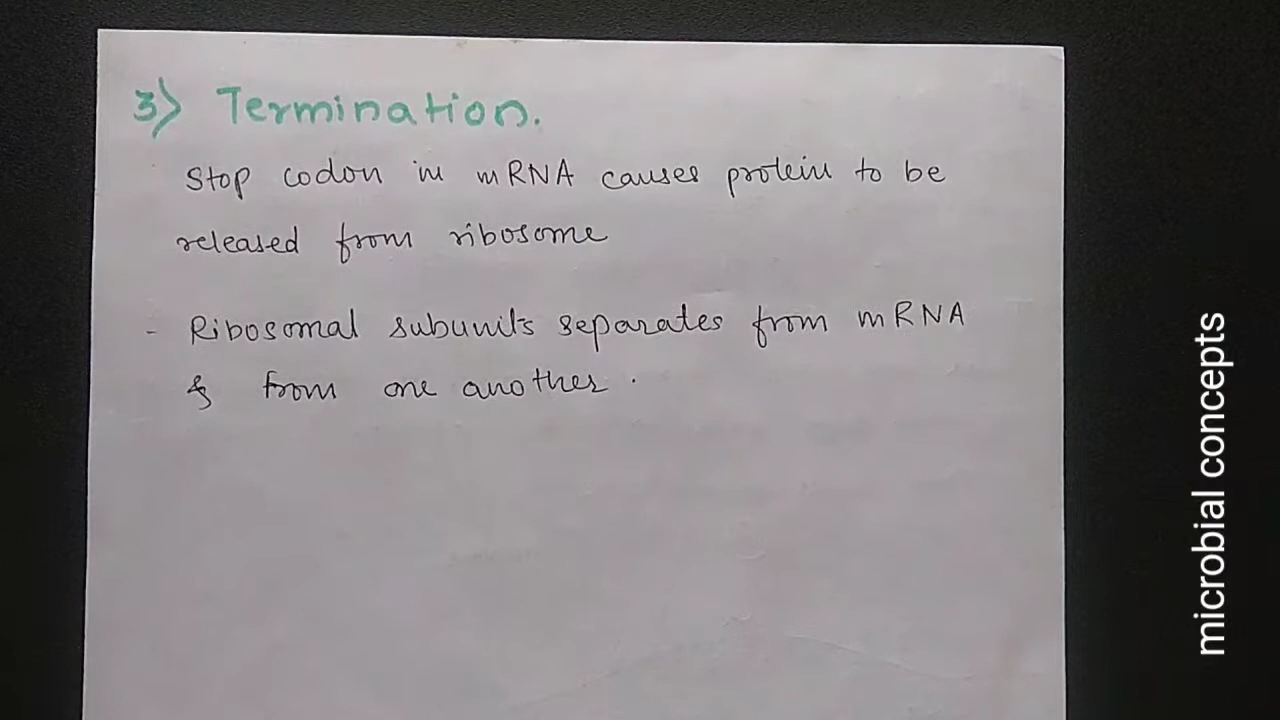 3) Termination.
Stop codon in mRNA causes protein to be
released from ribosome
- Ribosomal subunits separates from mRNA
& from one another.
microbial concepts